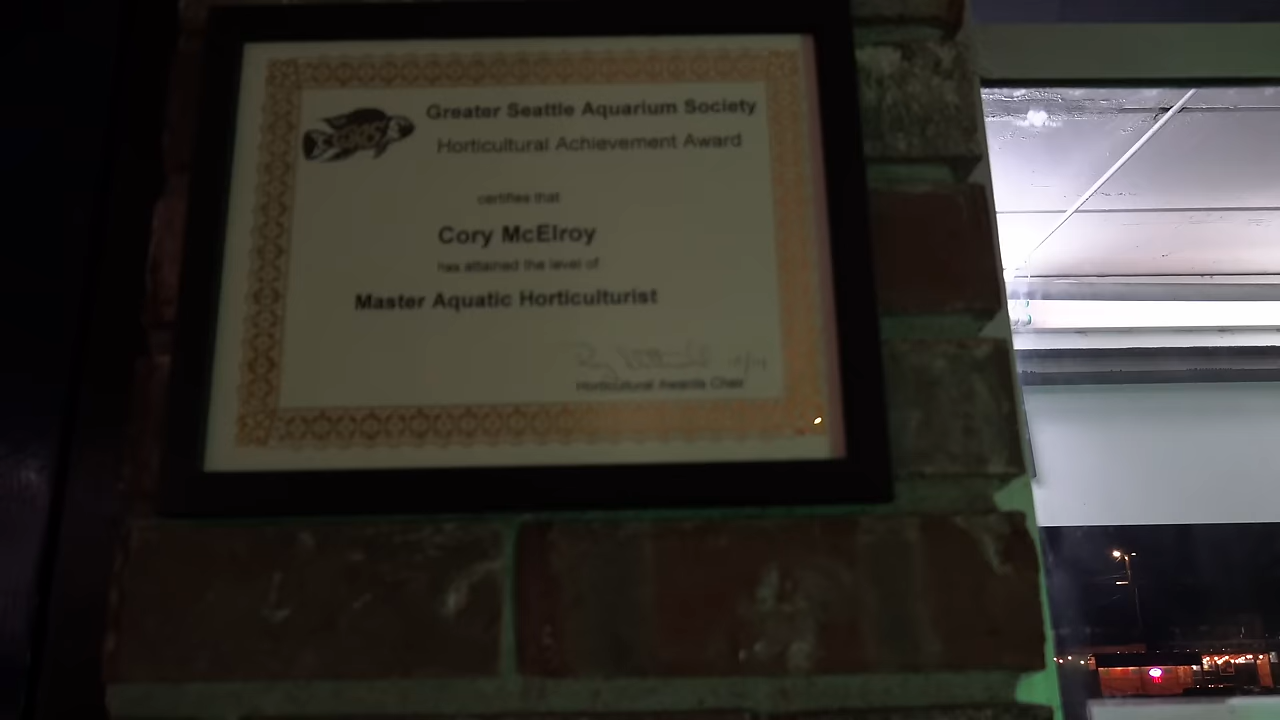 Greater Seattle Aquarium Society
Horticultural Achievement Award
certifies that
Cory McElroy
has attained the level of
Master Aquatic Horticulturist
Horticultural Awards Chair